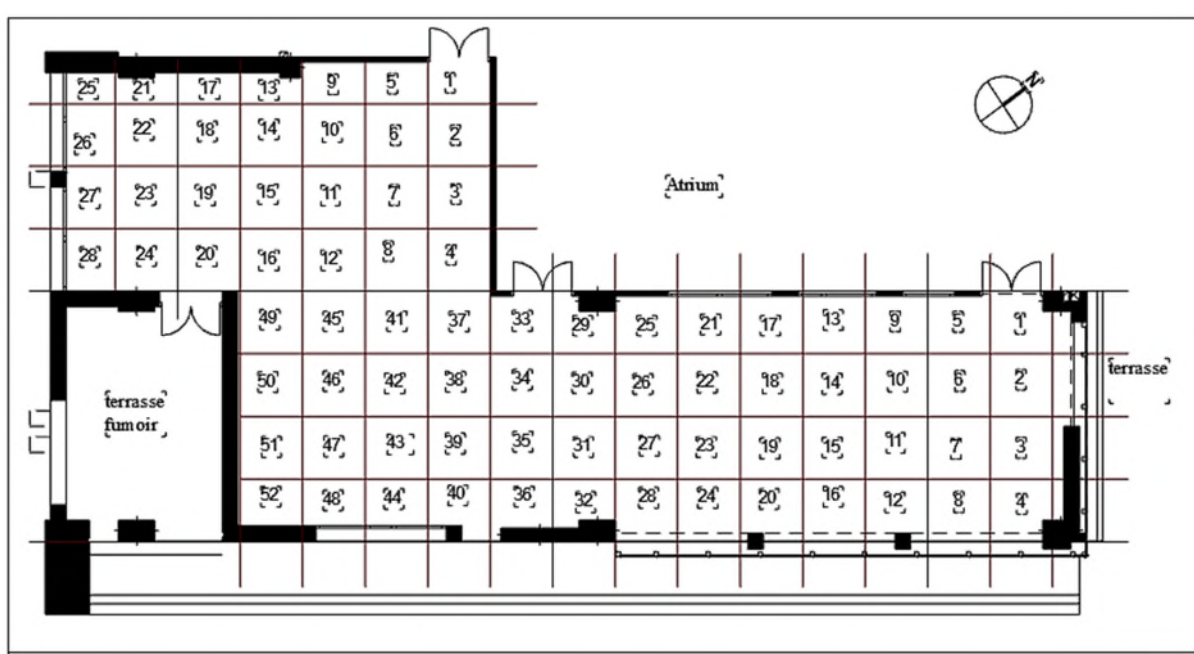 25 21 17 13 9 5 1
26 22 18 14 10 6 2
27 23 19 15 11 7 3
28 24 20 16 12 8 4
N
Atrium
49 45 41 37 33 29 25 21 17 13 9 5 1
50 46 42 38 34 30 26 22 18 14 10 6 2
51 47 43 39 35 31 27 23 19 15 11 7 3
52 48 44 40 36 32 28 24 20 16 12 8 4
terrasse
fumoir
terrasse